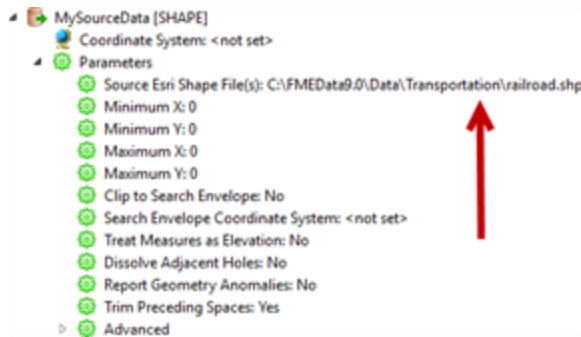 MySourceData [SHAPE]
Coordinate System: <not set>
Parameters
Source Esri Shape File(s): C:\FMEData9.0\Data\Transportation\railroad.shp
Minimum X: 0
Minimum Y: 0
Maximum X: 0
Maximum Y: 0
Clip to Search Envelope: No
Search Envelope Coordinate System: <not set>
Treat Measures as Elevation: No
Dissolve Adjacent Holes: No
Report Geometry Anomalies: No
Trim Preceding Spaces: Yes
Advanced